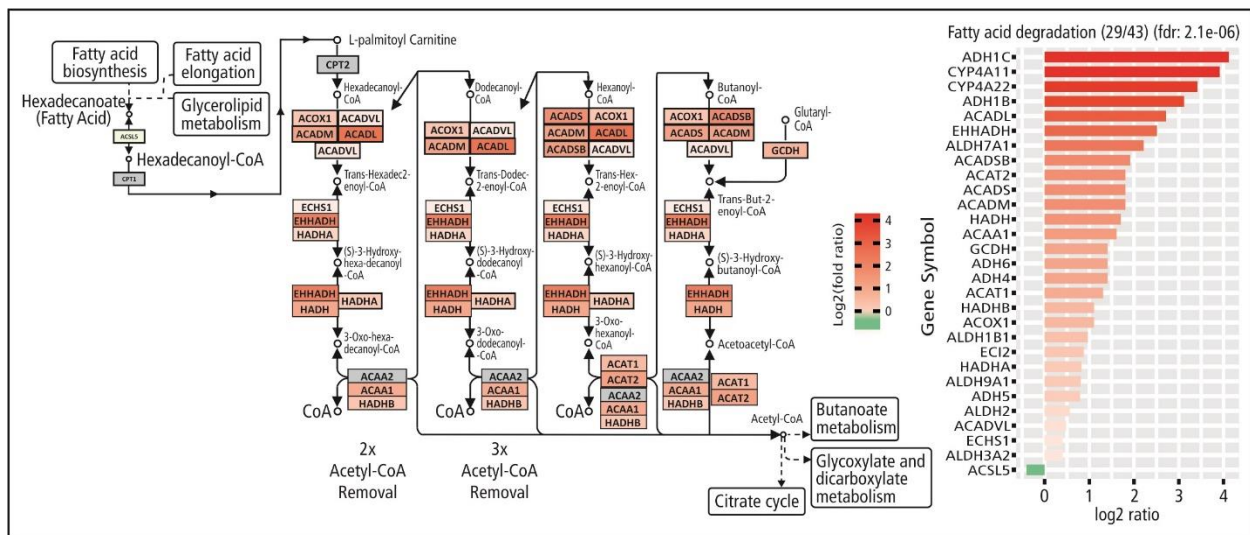 Fatty acid
biosynthesis
Fatty acid
elongation
Glycerolipid
metabolism
Hexadecanoate
(Fatty Acid)
ACSL5
Hexadecanoyl-CoA
CPT1
L-palmitoyl Carnitine
CPT2
Hexadecanoyl-
CoA
ACOX1 ACADVL
ACADM ACADL
ACADVL
Trans-Hexadec2-
enoyl-CoA
ECHS1
EHHADH
HADHA
(S)-3-Hydroxy-
hexa-decanoyl
-CoA
EHHADH
HADH
HADHA
3-Oxo-hexa-
decanoyl-CoA
ACAA2
ACAA1
HADHB
CoA
2x
Acetyl-CoA
Removal
Dodecanoyl-
CoA
ACOX1 ACADVL
ACADM ACADL
Trans-Dodec-
2-enoyl-CoA
ECHS1
EHHADH
HADHA
(S)-3-Hydroxy-
dodecanoyl
-CoA
EHHADH
HADH
HADHA
3-Oxo-
dodecanoyl-
CoA
ACAA2
ACAA1
HADHB
CoA
3x
Acetyl-CoA
Removal
Hexanoyl-
CoA
ACADS ACOX1
ACADM ACADL
ACADSB ACADVL
Trans-Hex-
2-enoyl-CoA
ECHS1
EHHADH
HADHA
(S)-3-Hydroxy-
hexanoyl-CoA
EHHADH
HADH
HADHA
3-Oxo-
hexanoyl-
CoA
ACAT1
ACAT2
ACAA2
ACAA1
HADHB
CoA
Butanoyl-
CoA
ACOX1 ACADSB
ACADS ACADM
ACADVL
Glutaryl-
CoA
GCDH
Trans-But-2-
enoyl-CoA
ECHS1
EHHADH
HADHA
(S)-3-Hydroxy-
butanoyl-CoA
EHHADH
HADH
Acetoacetyl-CoA
ACAA2
ACAA1
HADHB
ACAT1
ACAT2
Acetyl-CoA
Butanoate
metabolism
Glycoxylate and
dicarboxylate
metabolism
Citrate cycle
Log2(fold ratio)
4
3
2
1
0
Fatty acid degradation (29/43) (fdr: 2.1e-06)
Gene Symbol
ADH1C
CYP4A11
CYP4A22
ADH1B
ACADL
EHHADH
ALDH7A1
ACADSB
ACAT2
ACADS
ACADM
HADH
ACAA1
GCDH
ADH6
ADH4
ACAT1
HADHB
ACOX1
ALDH1B1
ECI2
HADHA
ALDH9A1
ADH5
ALDH2
ACADVL
ECHS1
ALDH3A2
ACSL5
0 1 2 3 4
log2 ratio